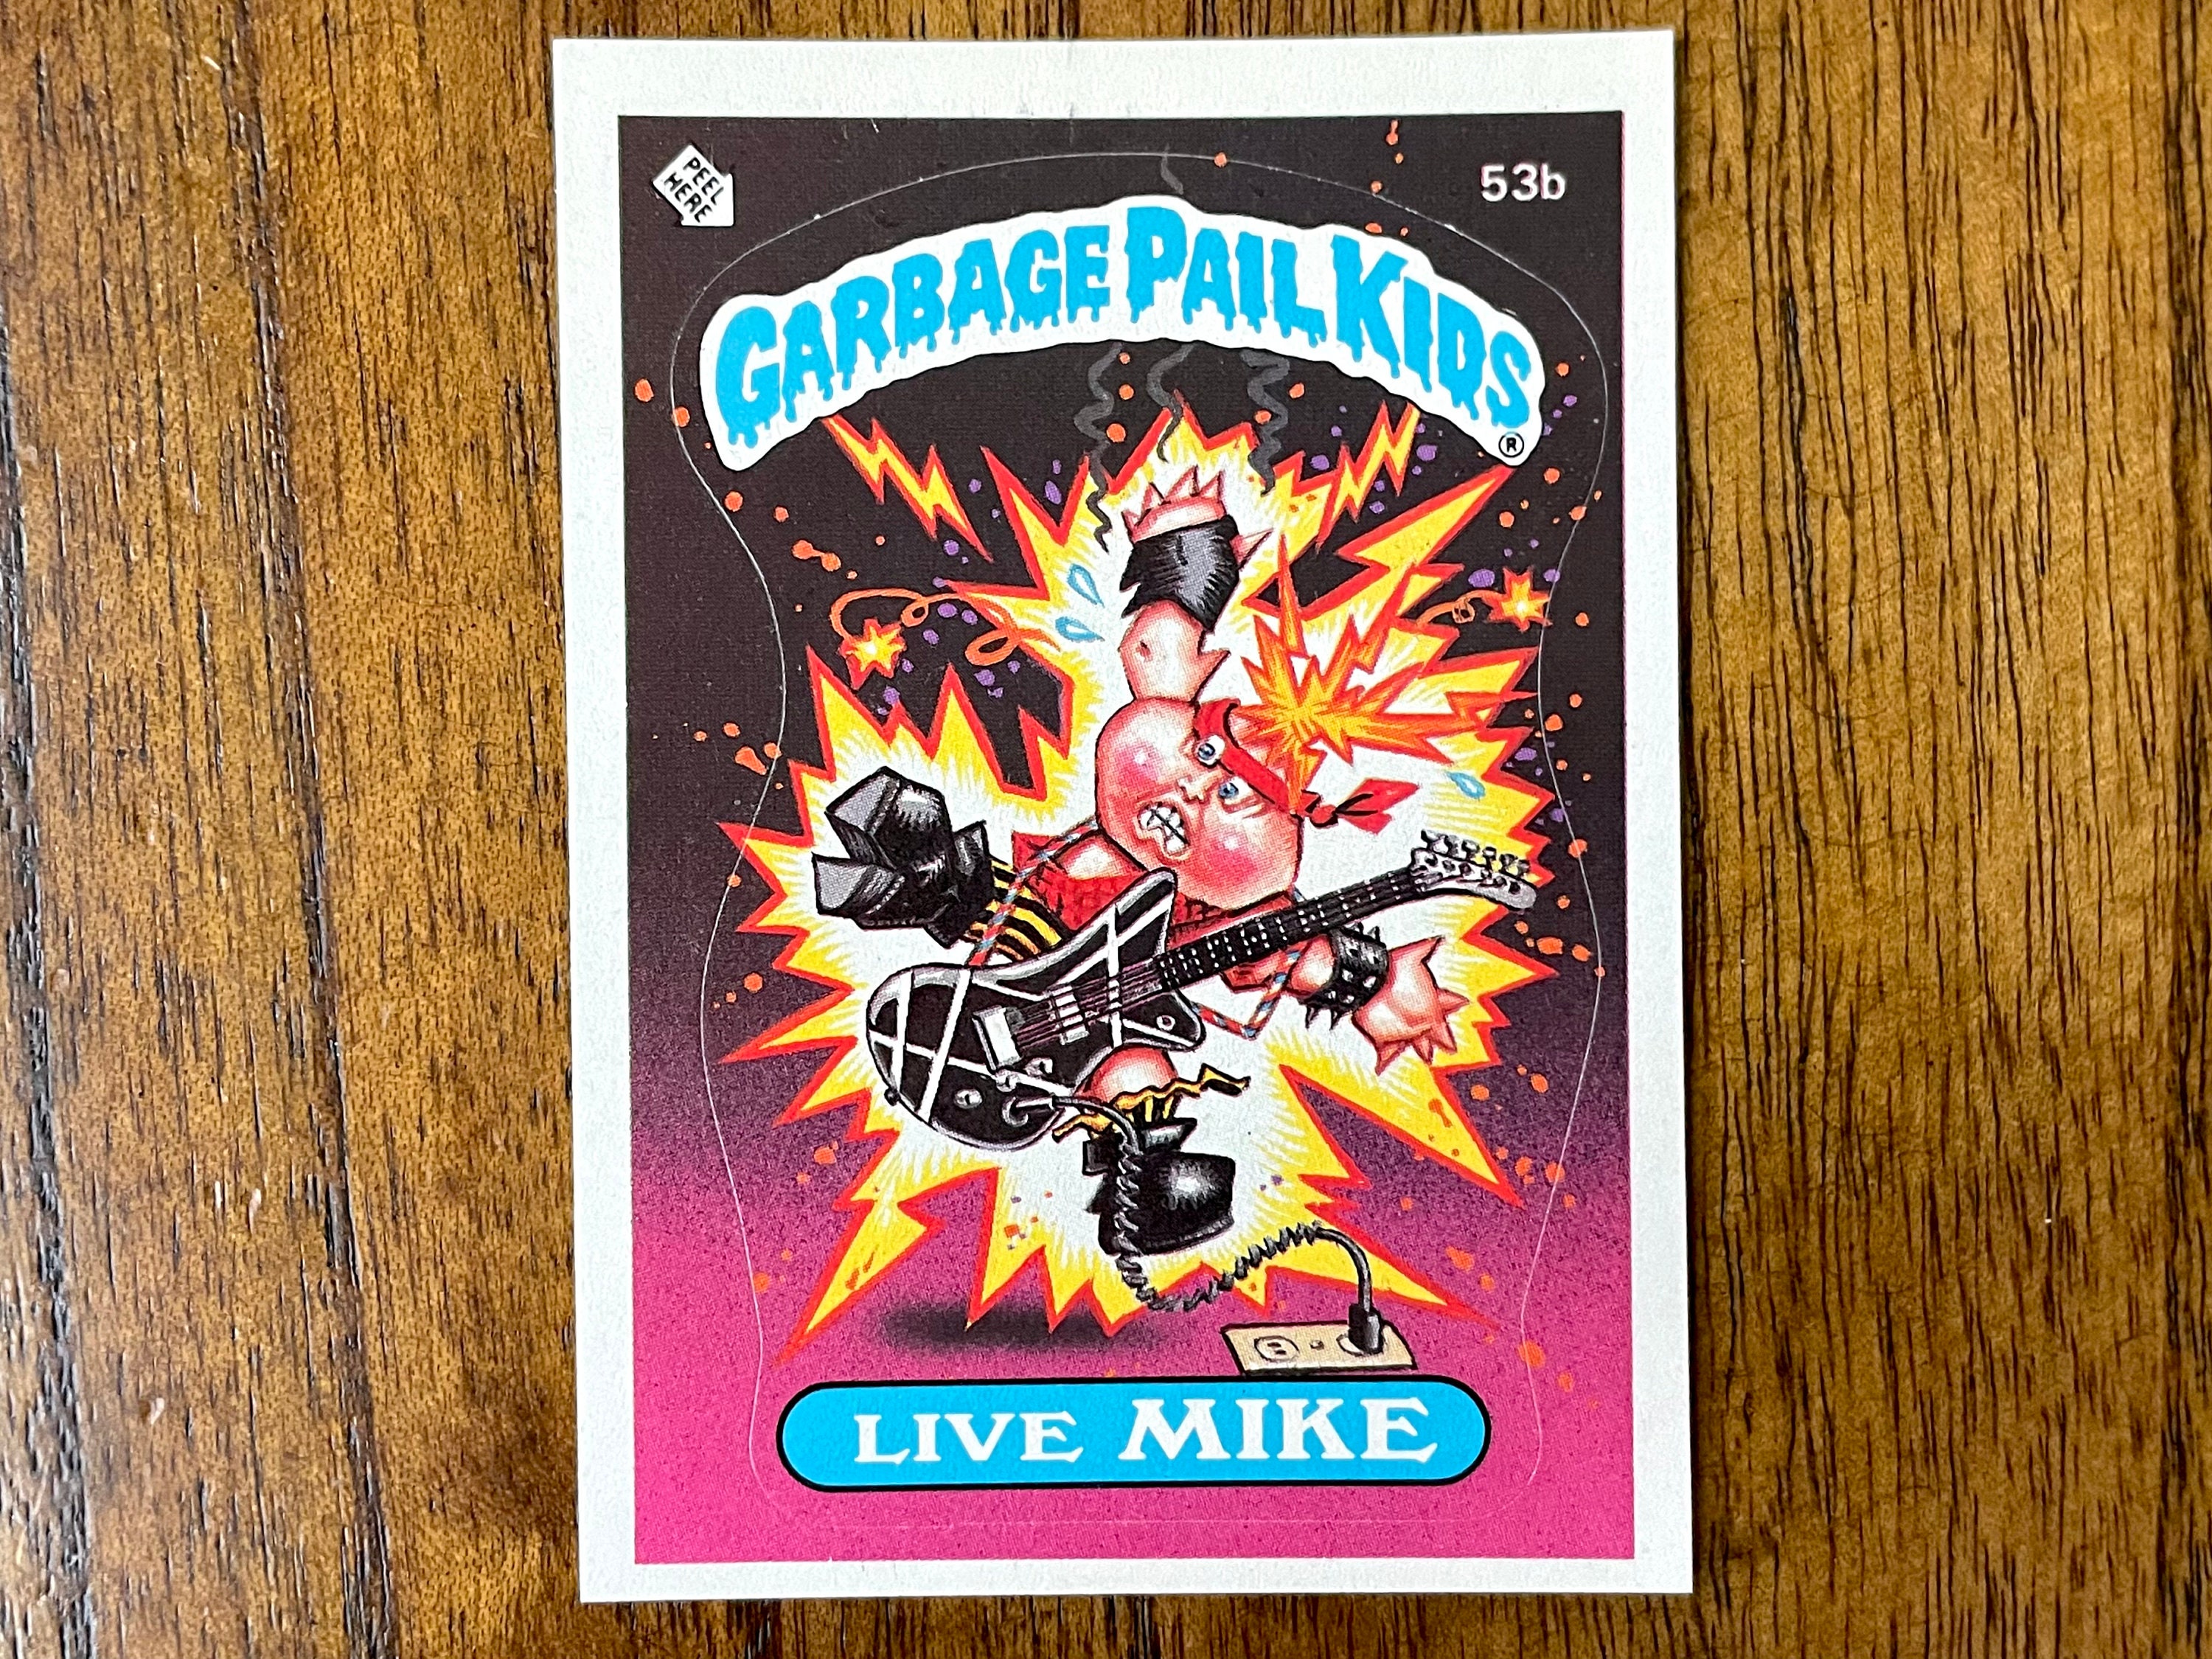 PEEL
HERE
53b
GARBAGE PAIL KIDS
®
LIVE MIKE